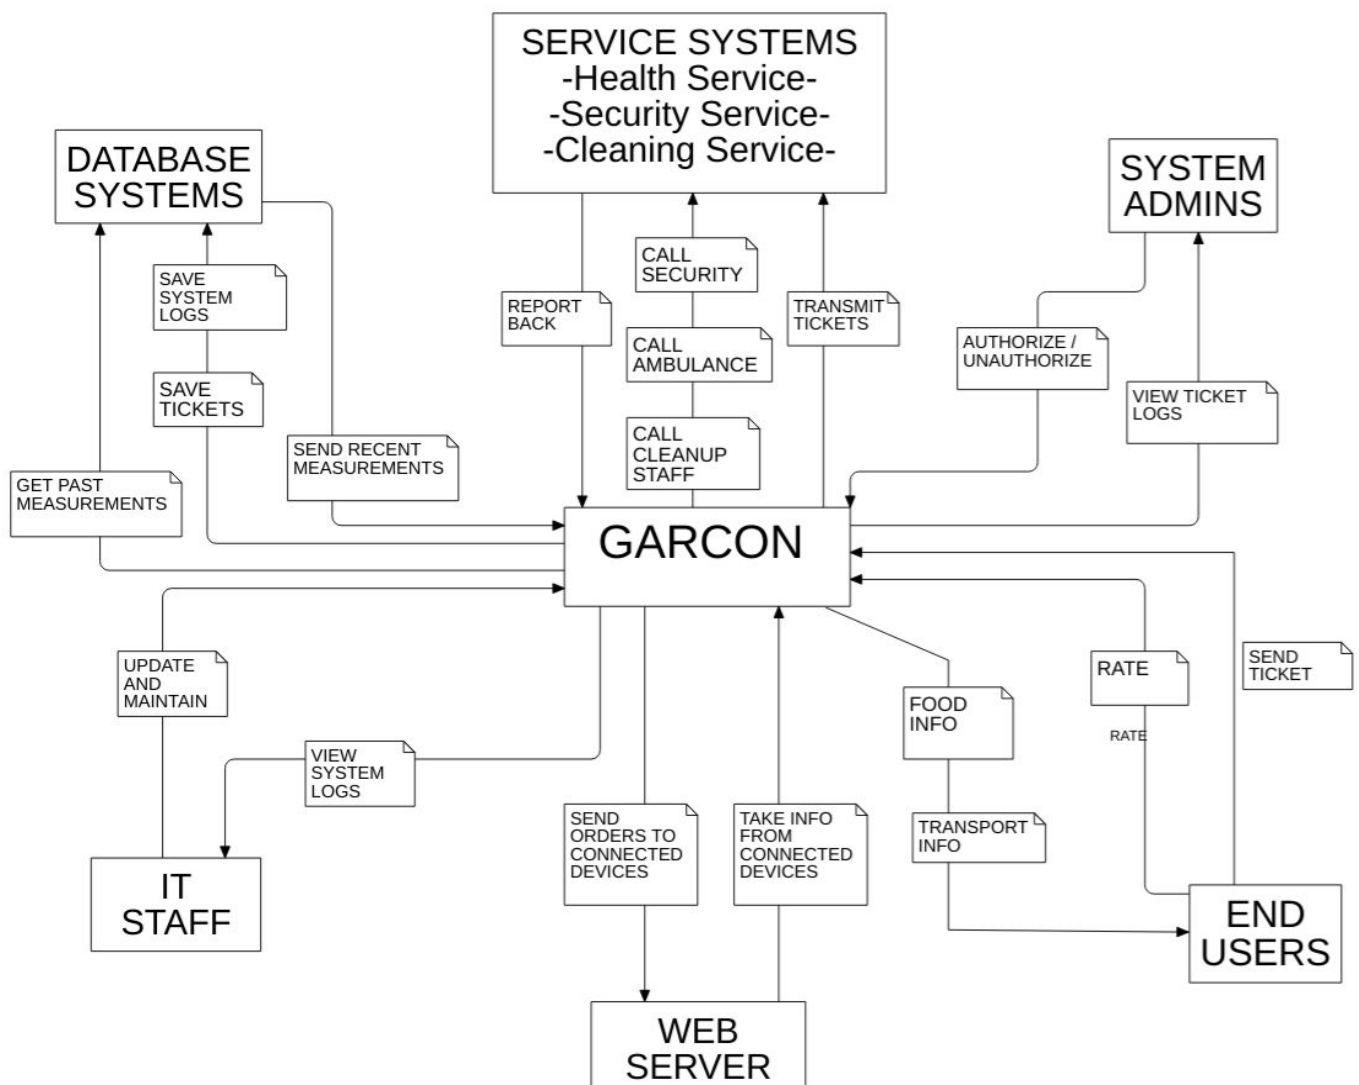 SERVICE SYSTEMS
-Health Service-
-Security Service-
-Cleaning Service-
DATABASE
SYSTEMS
SYSTEM
ADMINS
SAVE
SYSTEM
LOGS
SAVE
TICKETS
SEND RECENT
MEASUREMENTS
GET PAST
MEASUREMENTS
REPORT
BACK
CALL
SECURITY
CALL
AMBULANCE
CALL
CLEANUP
STAFF
TRANSMIT
TICKETS
AUTHORIZE /
UNAUTHORIZE
VIEW TICKET
LOGS
GARCON
UPDATE
AND
MAINTAIN
VIEW
SYSTEM
LOGS
SEND
ORDERS TO
CONNECTED
DEVICES
TAKE INFO
FROM
CONNECTED
DEVICES
FOOD
INFO
TRANSPORT
INFO
RATE
RATE
SEND
TICKET
IT
STAFF
WEB
SERVER
END
USERS